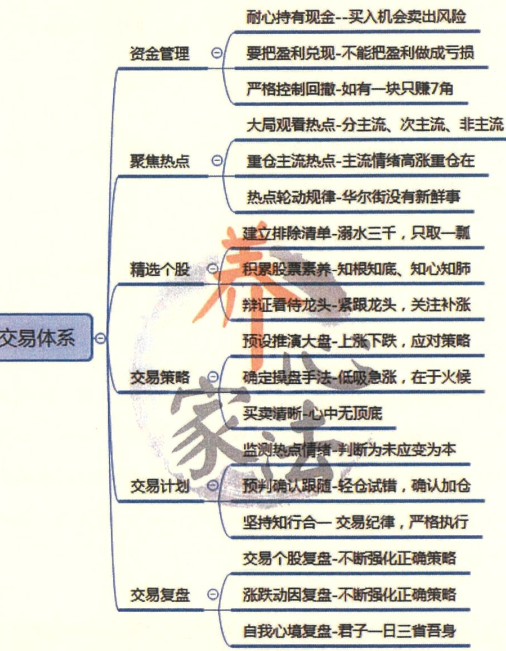 交易体系
资金管理
耐心持有现金--买入机会卖出风险
要把盈利兑现-不能把盈利做成亏损
严格控制回撤-如有一块只赚7角
聚焦热点
大局观看热点-分主流、次主流、非主流
重仓主流热点-主流情绪高涨重仓在
热点轮动规律-华尔街没有新鲜事
精选个股
建立排除清单-溺水三千，只取一瓢
积累股票素养-知根知底、知心知肺
辩证看待龙头-紧跟龙头，关注补涨
交易策略
预设推演大盘-上涨下跌，应对策略
确定操盘手法-低吸急涨，在于火候
买卖清晰-心中无顶底
交易计划
监测热点情绪-判断为未应变为本
预判确认跟随-轻仓试错，确认加仓
坚持知行合一 交易纪律，严格执行
交易复盘
交易个股复盘-不断强化正确策略
涨跌动因复盘-不断强化正确策略
自我心境复盘-君子一日三省吾身
养
家
心法